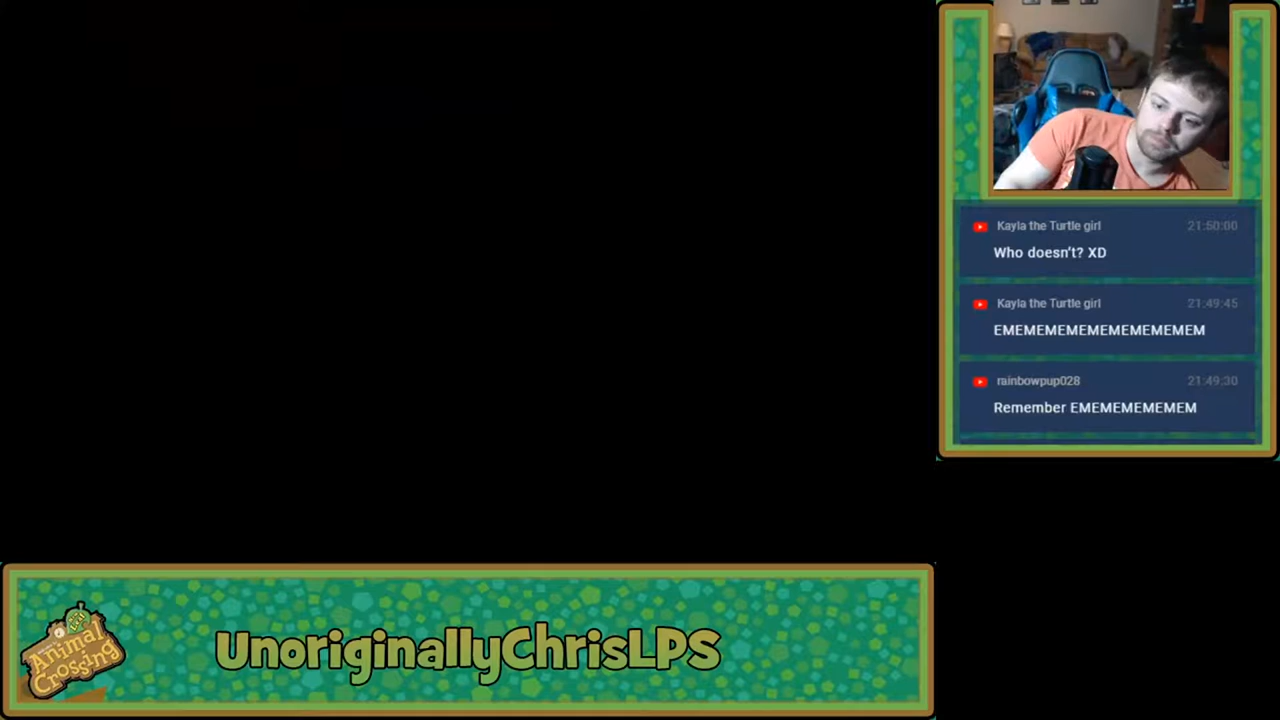 Kayla the Turtle girl 21:50:00
Who doesn't? XD
Kayla the Turtle girl 21:49:45
EMEMEMEMEMEMEMEMEMEM
rainbowpup028 21:49:30
Remember EMEMEMEMEMEM
Animal
Crossing
UnoriginallyChrisLPS